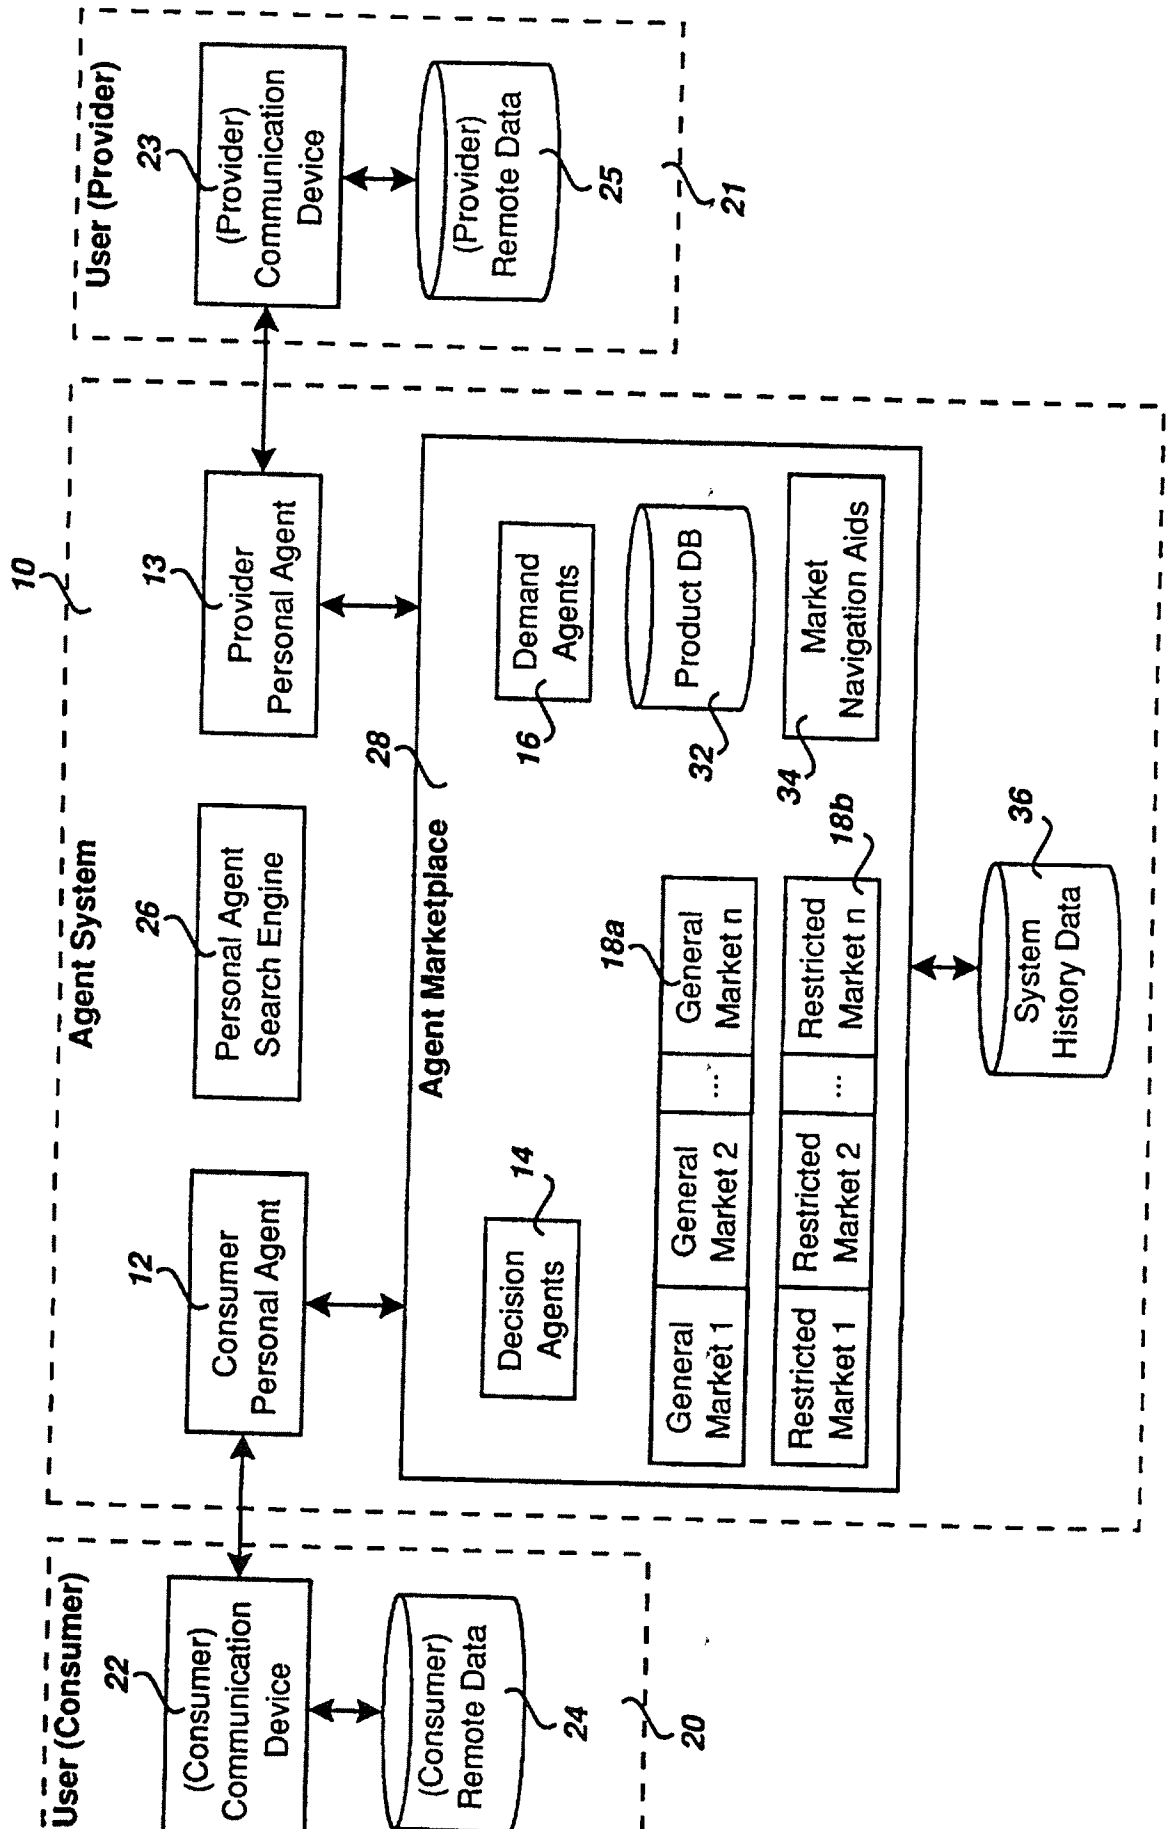 User (Consumer)
22
(Consumer)
Communication
Device
(Consumer)
Remote Data
24
20
Agent System
10
12
Consumer
Personal Agent
26
Personal Agent
Search Engine
13
Provider
Personal Agent
Agent Marketplace
28
Decision
Agents
14
Demand
Agents
16
General
Market 1
General
Market 2
...
General
Market n
18a
Product DB
32
Restricted
Market 1
Restricted
Market 2
...
Restricted
Market n
18b
Market
Navigation Aids
34
System
History Data
36
User (Provider)
23
(Provider)
Communication
Device
(Provider)
Remote Data
25
21